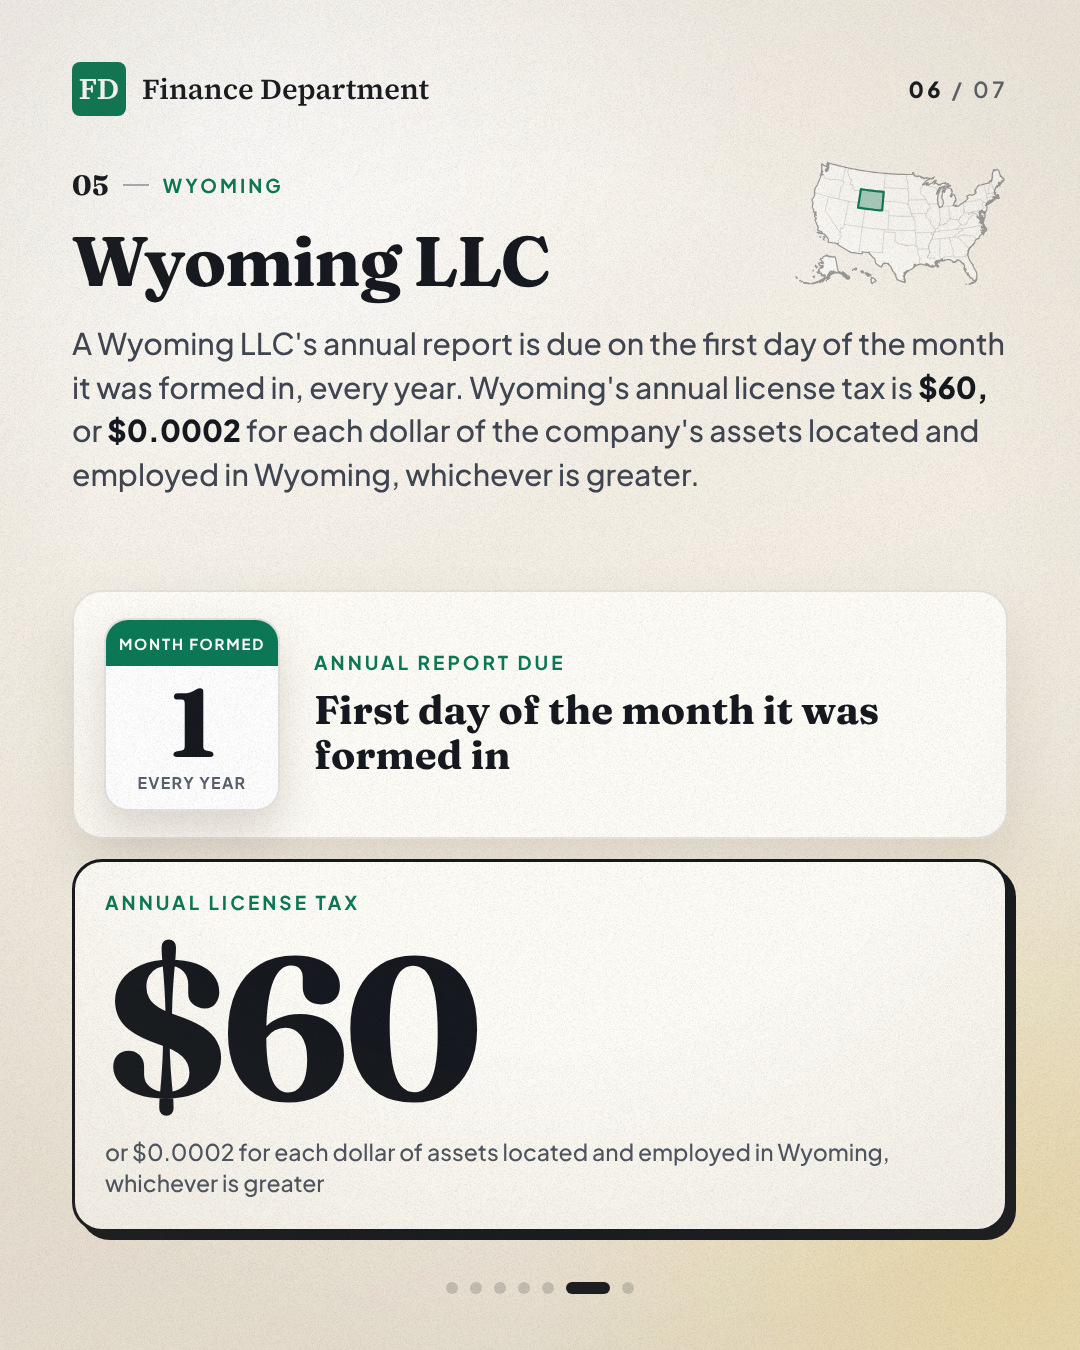 FD Finance Department
06 / 07
05 — WYOMING
Wyoming LLC
A Wyoming LLC's annual report is due on the first day of the month
it was formed in, every year. Wyoming's annual license tax is $60,
or $0.0002 for each dollar of the company's assets located and
employed in Wyoming, whichever is greater.
MONTH FORMED
1
EVERY YEAR
ANNUAL REPORT DUE
First day of the month it was
formed in
ANNUAL LICENSE TAX
$60
or $0.0002 for each dollar of assets located and employed in Wyoming,
whichever is greater